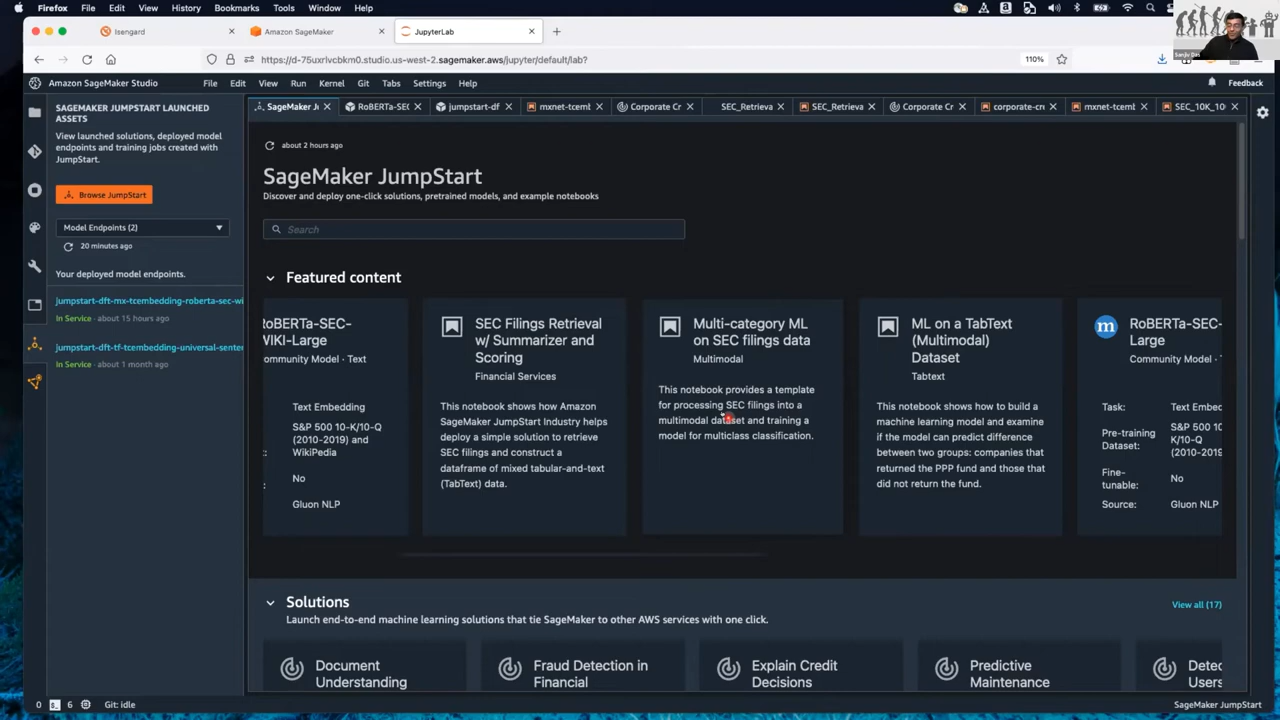 Firefox File Edit View History Bookmarks Tools Window Help
Isengard
Amazon SageMaker
JupyterLab
https://d-75uxrlvcbkm0.studio.us-west-2.sagemaker.aws/jupyter/default/lab?
110%
Sanjiv Das
Amazon SageMaker Studio
File Edit View Run Kernel Git Tabs Settings Help
Feedback
SAGEMAKER JUMPSTART LAUNCHED
ASSETS
View launched solutions, deployed model
endpoints and training jobs created with
JumpStart.
Browse JumpStart
Model Endpoints (2)
20 minutes ago
Your deployed model endpoints.
jumpstart-dft-mx-tcembedding-roberta-sec-wi
In Service · about 15 hours ago
jumpstart-dft-tf-tcembedding-universal-senter
In Service · about 1 month ago
SageMaker Ju
RoBERTa-SEC
jumpstart-df
mxnet-tcemb
Corporate Cr
SEC_Retrieva
SEC_Retrieva
Corporate Cr
corporate-cr
mxnet-tcemb
SEC_10K_10
about 2 hours ago
SageMaker JumpStart
Discover and deploy one-click solutions, pretrained models, and example notebooks
Search
Featured content
RoBERTa-SEC-
WIKI-Large
ommunity Model · Text
Text Embedding
S&P 500 10-K/10-Q
(2010-2019) and
WikiPedia
No
Gluon NLP
SEC Filings Retrieval
w/ Summarizer and
Scoring
Financial Services
This notebook shows how Amazon
SageMaker JumpStart Industry helps
deploy a simple solution to retrieve
SEC filings and construct a
dataframe of mixed tabular-and-text
(TabText) data.
Multi-category ML
on SEC filings data
Multimodal
This notebook provides a template
for processing SEC filings into a
multimodal dataset and training a
model for multiclass classification.
ML on a TabText
(Multimodal)
Dataset
Tabtext
This notebook shows how to build a
machine learning model and examine
if the model can predict difference
between two groups: companies that
returned the PPP fund and those that
did not return the fund.
m
RoBERTa-SEC-
Large
Community Model · Te
Task: Text Embed
Pre-training
Dataset:
S&P 500
10-K/10-Q
(2010-2019
Fine-
tunable:
No
Source: Gluon NLP
Solutions
View all (17)
Launch end-to-end machine learning solutions that tie SageMaker to other AWS services with one click.
Document
Understanding
Fraud Detection in
Financial
Explain Credit
Decisions
Predictive
Maintenance
Detec
Users
0 6 Git: idle
SageMaker JumpStart